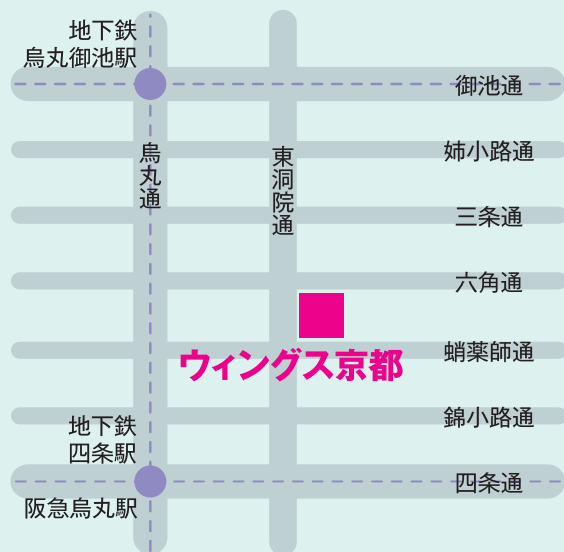 地下鉄
烏丸御池駅
御池通
姉小路通
烏丸通
東洞院通
三条通
六角通
ウィングス京都
蛸薬師通
錦小路通
地下鉄
四条駅
四条通
阪急烏丸駅